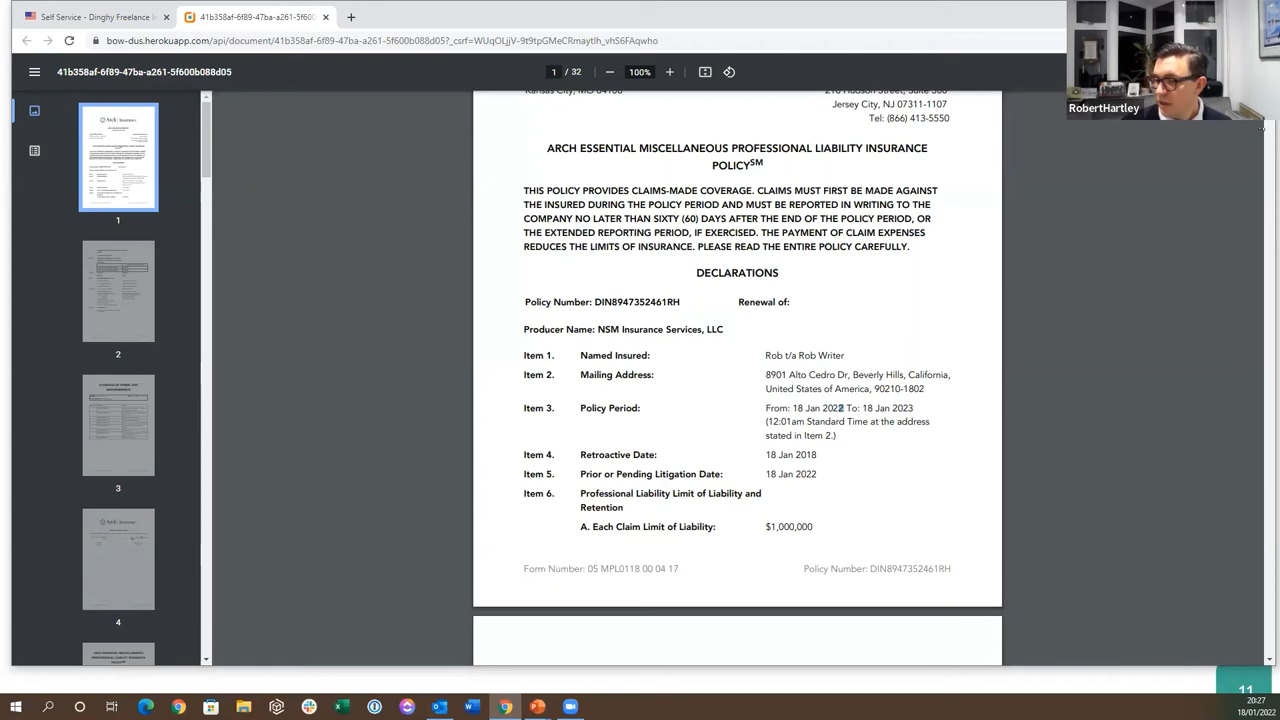 Self Service - Dinghy Freelance I
41b358af-6f89-47ba-a261-5f600
bow-dus.herokuapp.com/api/document/41b358af-6f89-47ba-a261-5f600b088d05?_csrf=WUqOLjjV-9t9tpGMeCRmaytlh_vhS6FAqwho
41b358af-6f89-47ba-a261-5f600b088d05
1 / 32
100%
RobertHartley
Jersey City, NJ 07311-1107
Tel: (866) 413-5550
ARCH ESSENTIAL MISCELLANEOUS PROFESSIONAL LIABILITY INSURANCE
POLICYSM
THIS POLICY PROVIDES CLAIMS-MADE COVERAGE. CLAIMS MUST FIRST BE MADE AGAINST
THE INSURED DURING THE POLICY PERIOD AND MUST BE REPORTED IN WRITING TO THE
COMPANY NO LATER THAN SIXTY (60) DAYS AFTER THE END OF THE POLICY PERIOD, OR
THE EXTENDED REPORTING PERIOD, IF EXERCISED. THE PAYMENT OF CLAIM EXPENSES
REDUCES THE LIMITS OF INSURANCE. PLEASE READ THE ENTIRE POLICY CAREFULLY.
DECLARATIONS
Policy Number: DIN8947352461RH Renewal of:
Producer Name: NSM Insurance Services, LLC
Item 1. Named Insured: Rob t/a Rob Writer
Item 2. Mailing Address: 8901 Alto Cedro Dr, Beverly Hills, California,
United States of America, 90210-1802
Item 3. Policy Period: From: 18 Jan 2022 To: 18 Jan 2023
(12:01am Standard Time at the address
stated in Item 2.)
Item 4. Retroactive Date: 18 Jan 2018
Item 5. Prior or Pending Litigation Date: 18 Jan 2022
Item 6. Professional Liability Limit of Liability and
Retention
A. Each Claim Limit of Liability: $1,000,000
Form Number: 05 MPL0118 00 04 17 Policy Number: DIN8947352461RH
1
2
3
4
11
20:27
18/01/2022